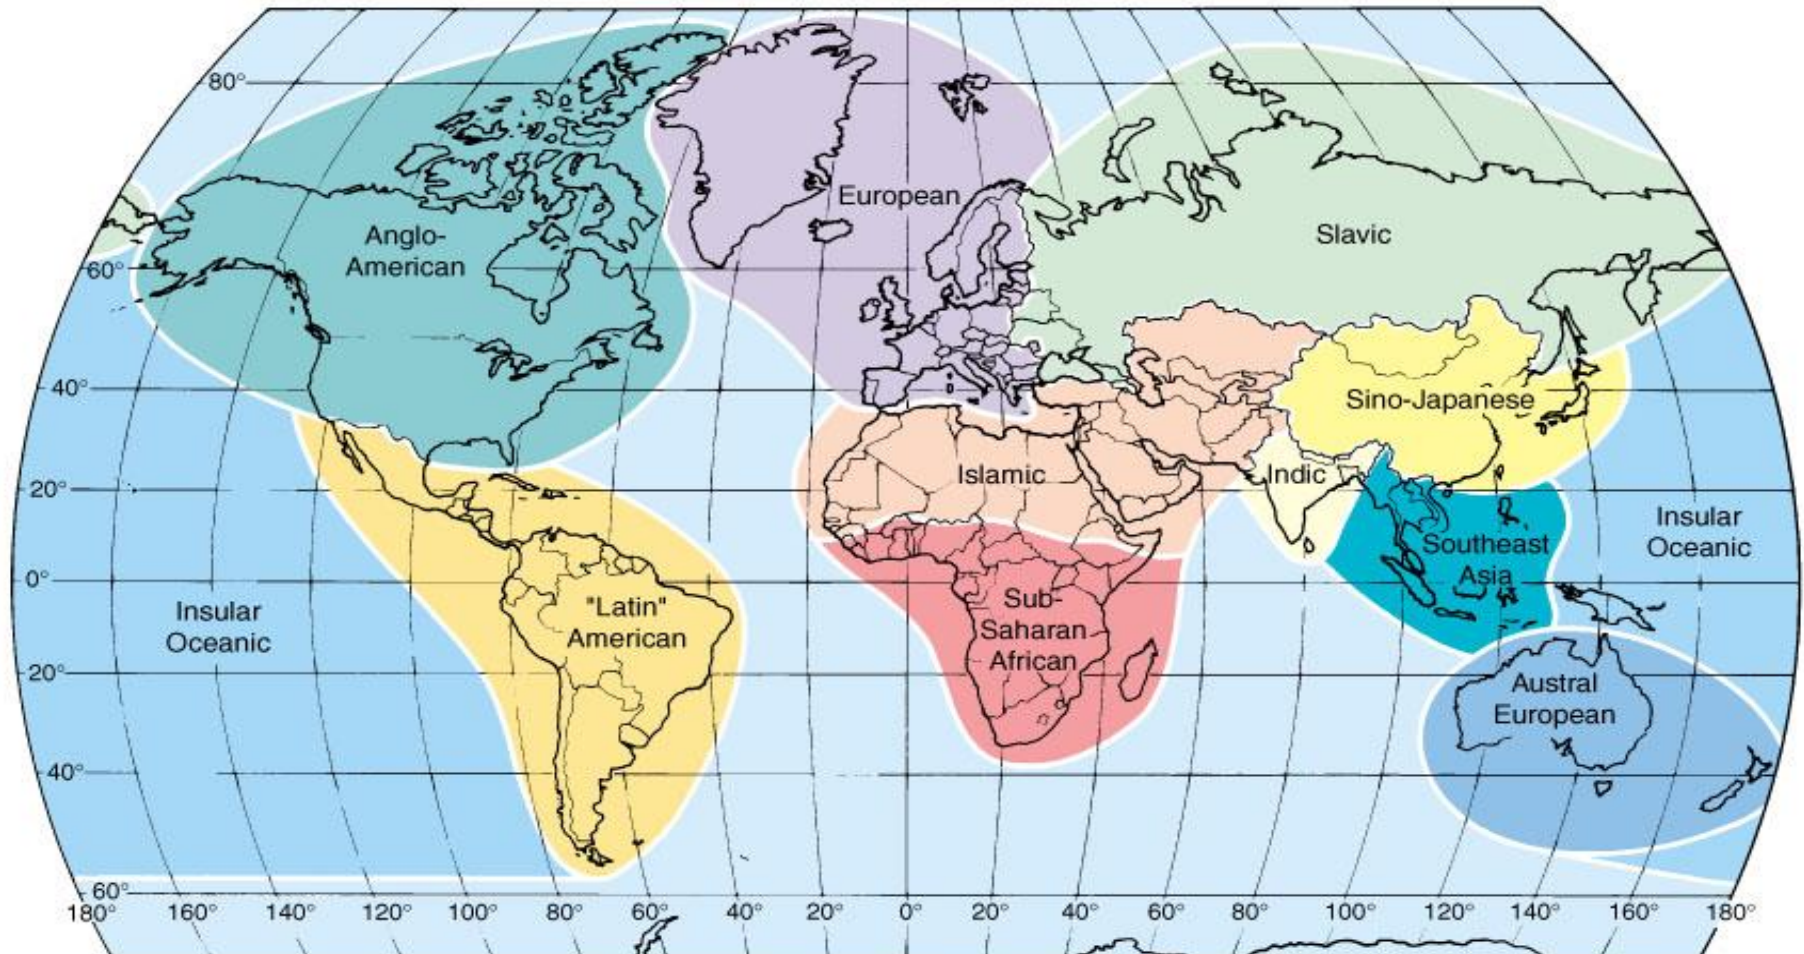 80°
European
Anglo-
American
Slavic
60°
40°
Sino-Japanese
Islamic
Indic
20°
Insular
Oceanic
Southeast
Asia
0°
Insular
Oceanic
"Latin"
American
Sub-
Saharan
African
20°
Austral
European
40°
60°
180° 160° 140° 120° 100° 80° 60° 40° 20° 0° 20° 40° 60° 80° 100° 120° 140° 160° 180°